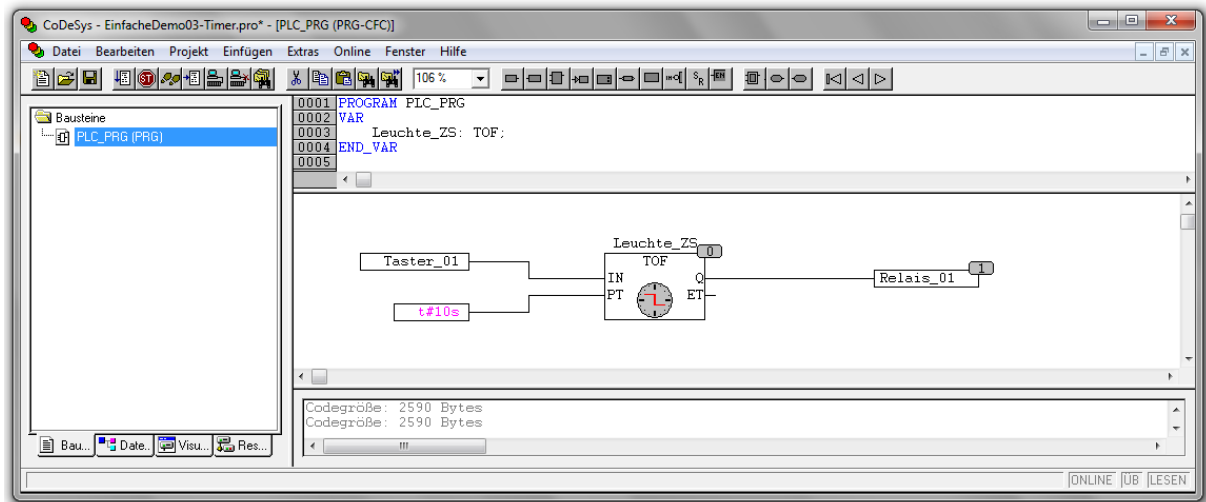 CoDeSys - EinfacheDemo03-Timer.pro* - [PLC_PRG (PRG-CFC)]
Datei Bearbeiten Projekt Einfügen Extras Online Fenster Hilfe
106 %
Bausteine
PLC_PRG (PRG)
0001 PROGRAM PLC_PRG
0002 VAR
0003 Leuchte_ZS: TOF;
0004 END_VAR
0005
Leuchte_ZS
0
Taster_01
TOF
IN Q
Relais_01
1
t#10s
PT ET
Codegröße: 2590 Bytes
Codegröße: 2590 Bytes
Bau... Date.. Visu... Res...
ONLINE ÜB LESEN